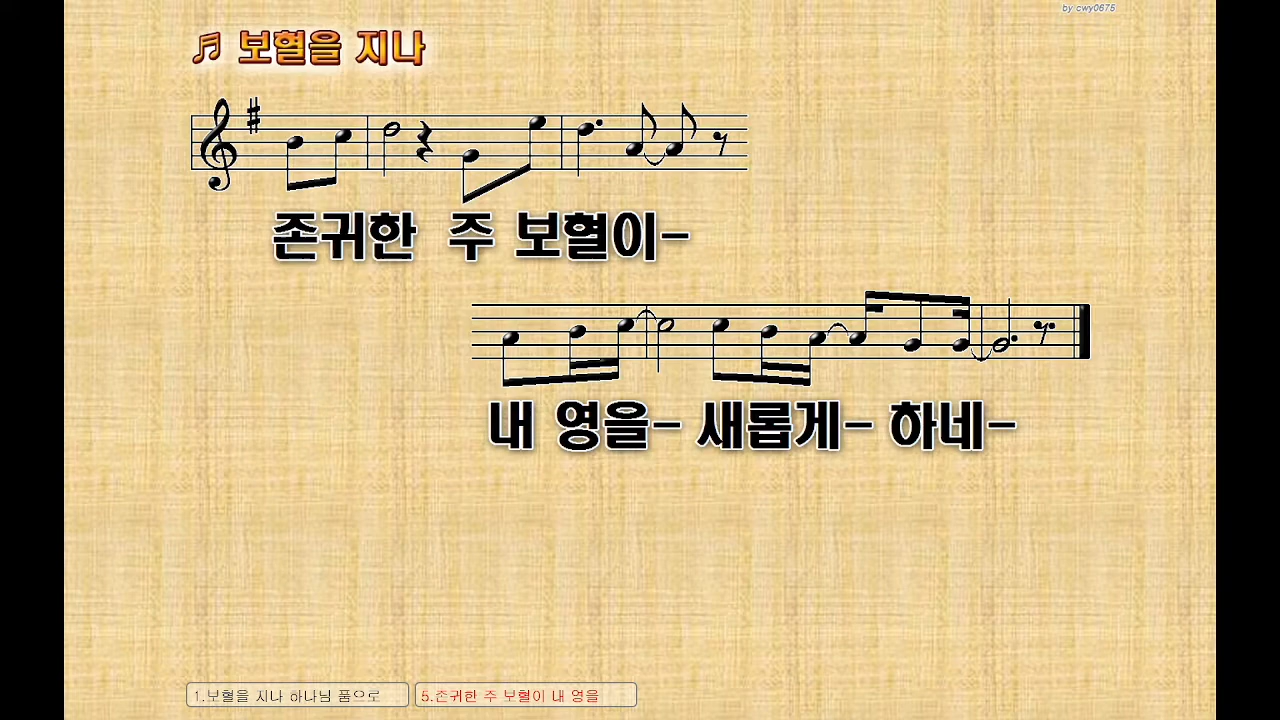 by cwy0675
♬ 보혈을 지나
존귀한 주 보혈이-
내 영을- 새롭게- 하네-
1.보혈을 지나 하나님 품으로
5.존귀한 주 보혈이 내 영을